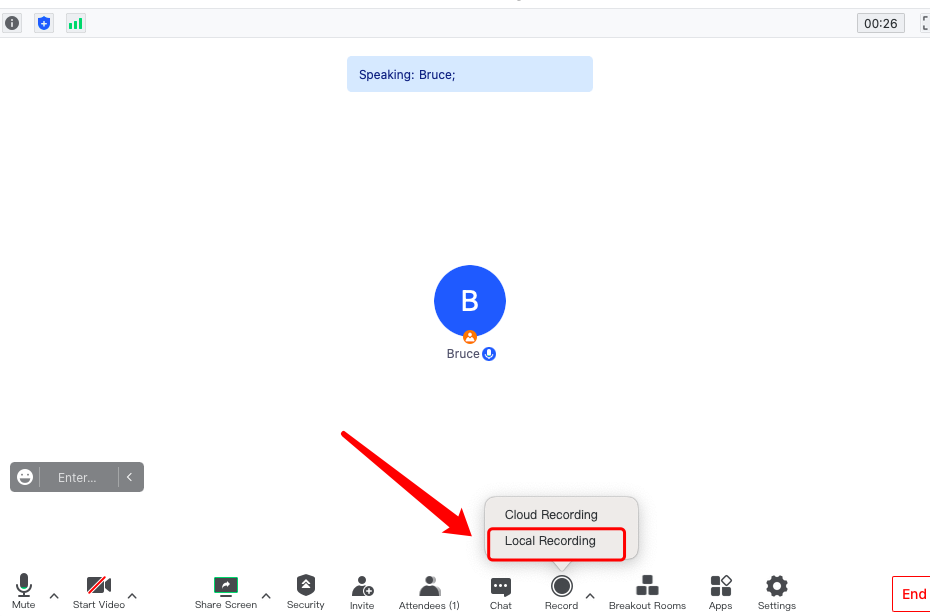 00:26
Speaking: Bruce;
B
Bruce
Enter...
Cloud Recording
Local Recording
Mute
Start Video
Share Screen
Security
Invite
Attendees (1)
Chat
Record
Breakout Rooms
Apps
Settings
End